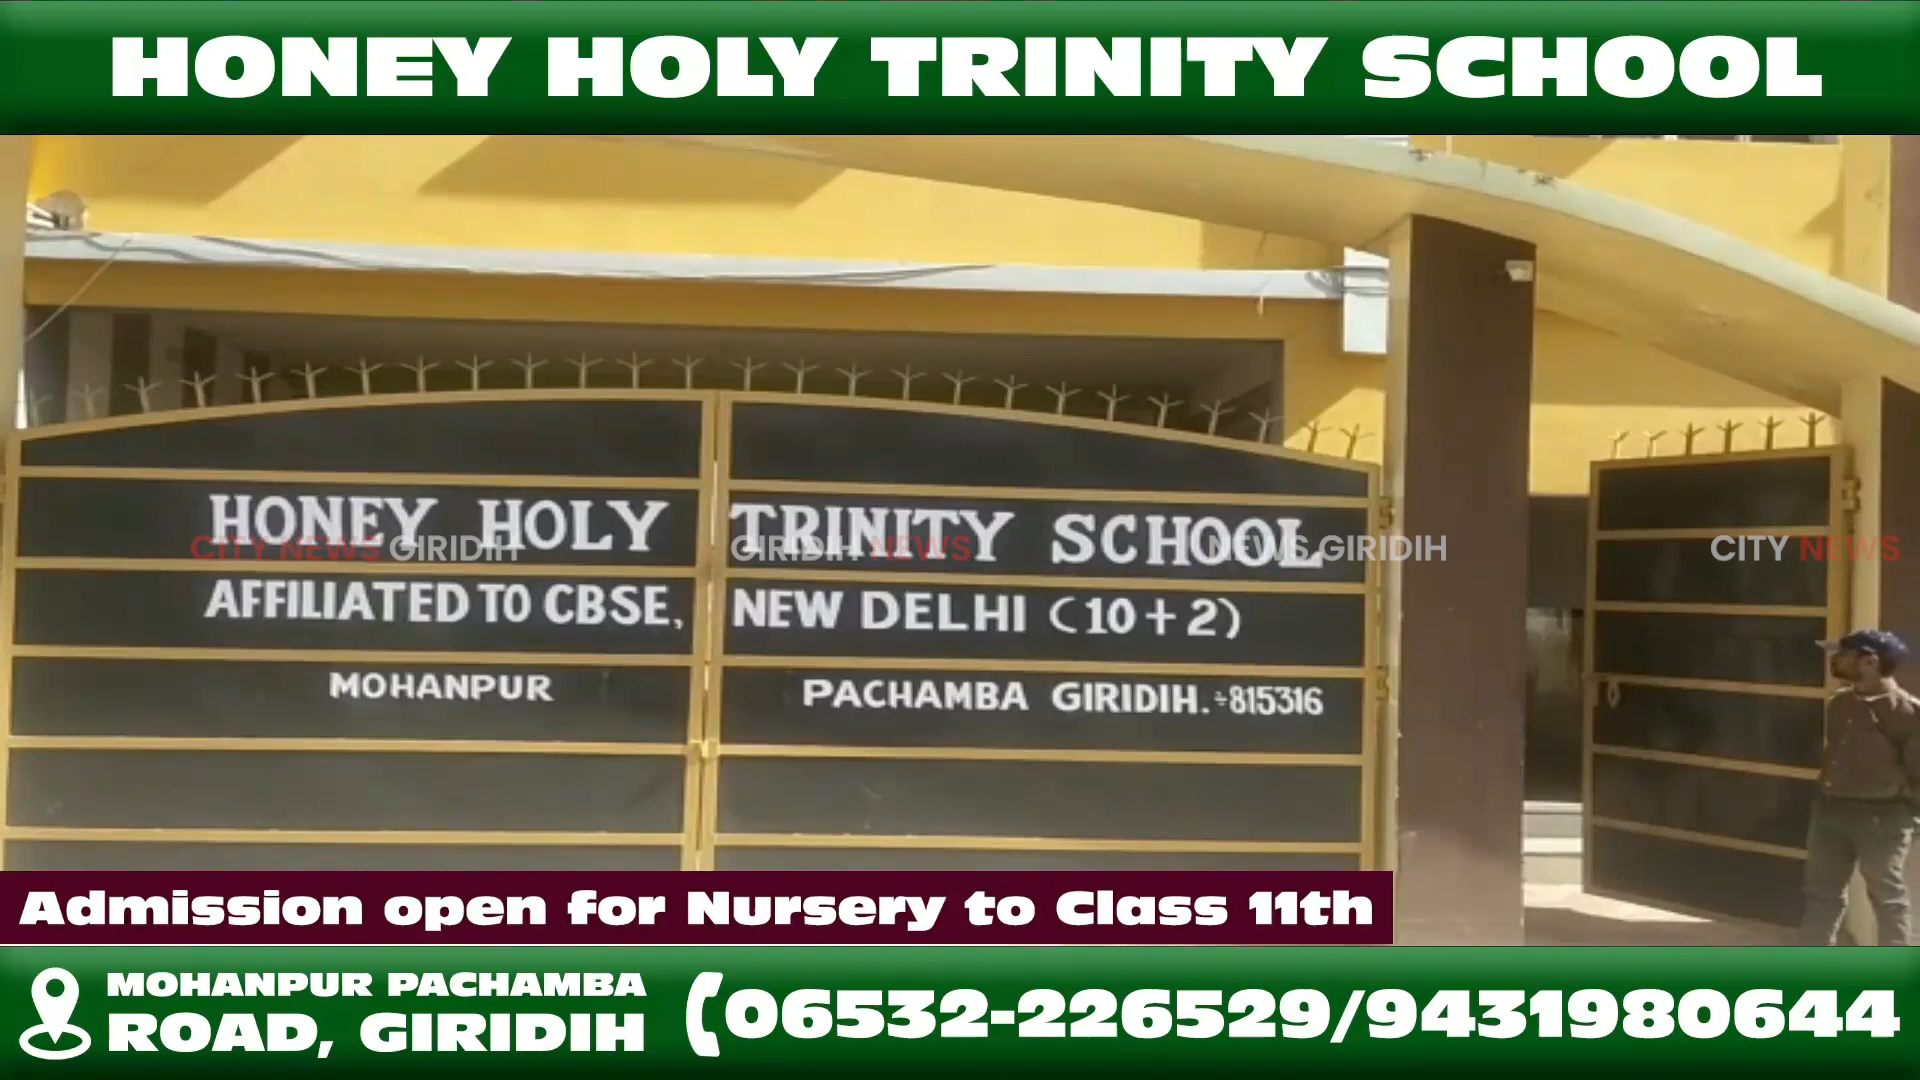 HONEY HOLY TRINITY SCHOOL
HONEY HOLY TRINITY SCHOOL
CITY NEWS GIRIDIH GIRIDIH NEWS NEWS GIRIDIH CITY NEWS
AFFILIATED TO CBSE, NEW DELHI (10+2)
MOHANPUR PACHAMBA GIRIDIH.÷815316
Admission open for Nursery to Class 11th
MOHANPUR PACHAMBA
ROAD, GIRIDIH
06532-226529/9431980644